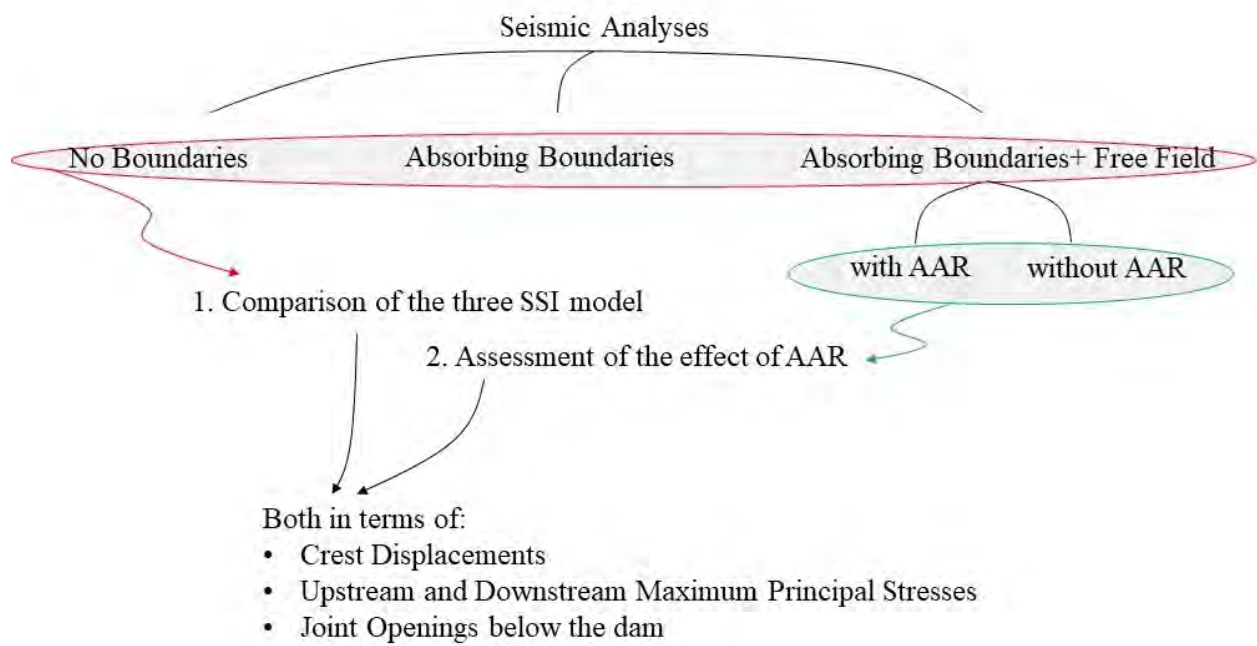 Seismic Analyses
No Boundaries
Absorbing Boundaries
Absorbing Boundaries+ Free Field
with AAR
without AAR
1. Comparison of the three SSI model
2. Assessment of the effect of AAR
Both in terms of:
• Crest Displacements
• Upstream and Downstream Maximum Principal Stresses
• Joint Openings below the dam